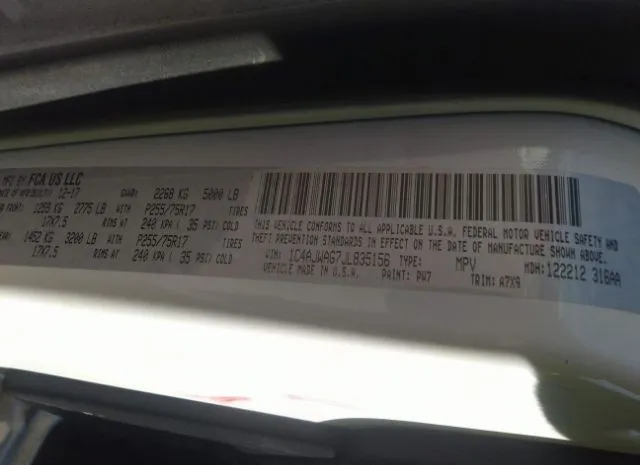 MFD BY: FCA US LLC
DATE OF MFR(BUILT): 12-17 GVWR: 2268 KG 5000 LB
FRONT: 1259 KG 2775 LB WITH P255/75R17 TIRES
17X7.5 RIMS AT 240 KPA ( 35 PSI) COLD
REAR: 1452 KG 3200 LB WITH P255/75R17 TIRES
17X7.5 RIMS AT 240 KPA ( 35 PSI) COLD
THIS VEHICLE CONFORMS TO ALL APPLICABLE U.S.A. FEDERAL MOTOR VEHICLE SAFETY AND
THEFT PREVENTION STANDARDS IN EFFECT ON THE DATE OF MANUFACTURE SHOWN ABOVE.
VIN: 1C4AJWAG7JL835156 TYPE: MPV MDH: 122212 316AA
VEHICLE MADE IN U.S.A. PAINT: PW7 TRIM: A7X9